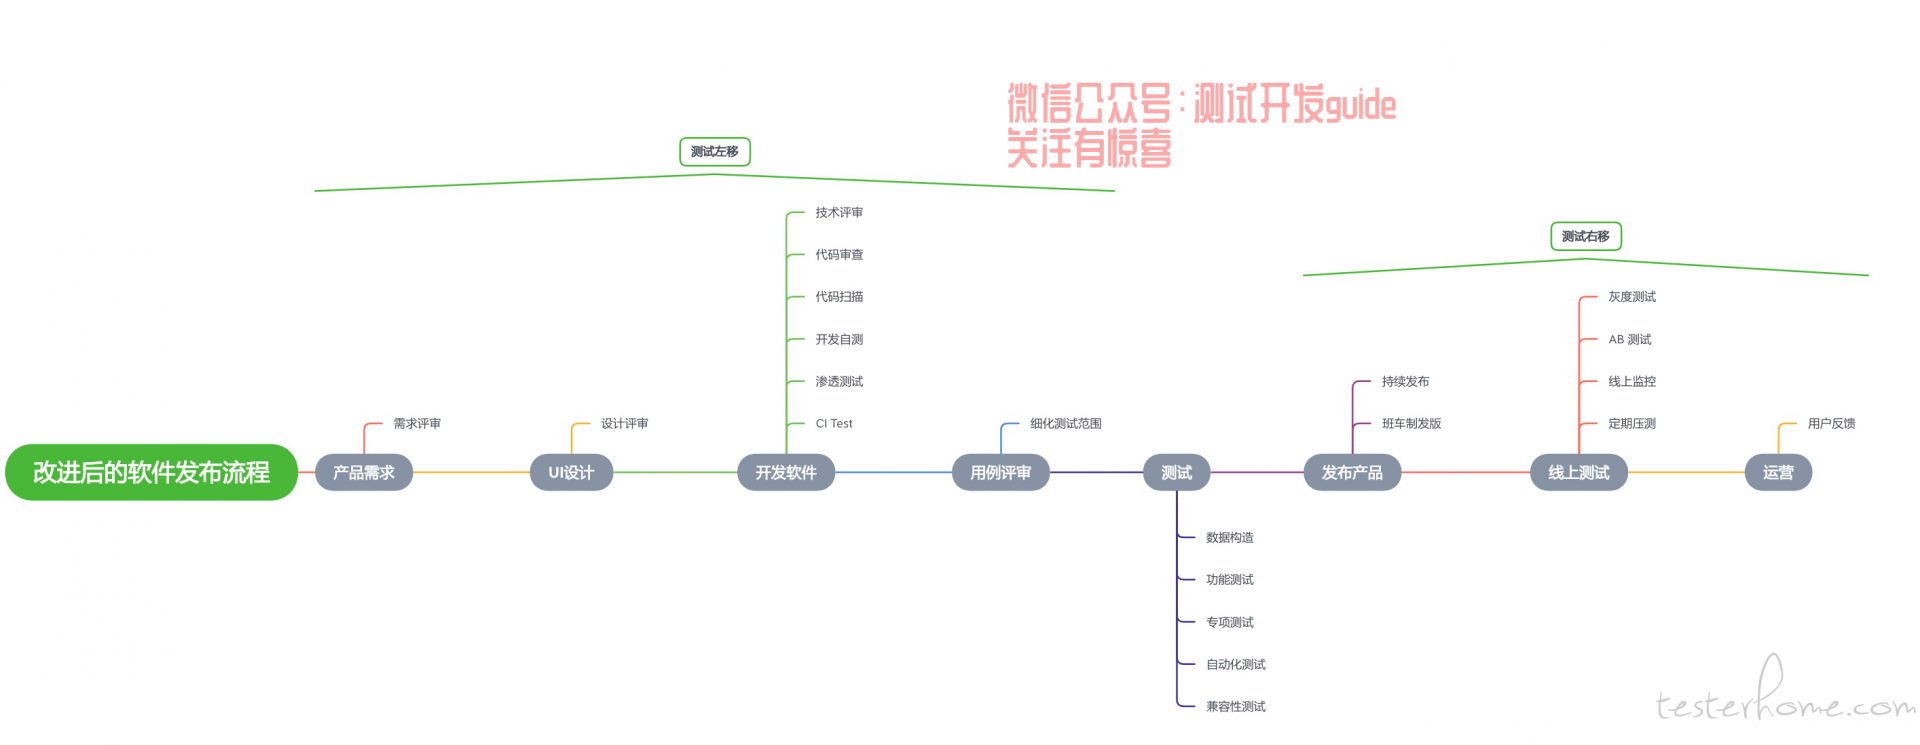 微信公众号:测试开发guide
关注有惊喜
测试左移
技术评审
代码审查
代码扫描
开发自测
渗透测试
CI Test
测试右移
灰度测试
AB 测试
线上监控
定期压测
持续发布
班车制发版
需求评审
设计评审
细化测试范围
用户反馈
改进后的软件发布流程
产品需求
UI设计
开发软件
用例评审
测试
发布产品
线上测试
运营
数据构造
功能测试
专项测试
自动化测试
兼容性测试
testerhome.com